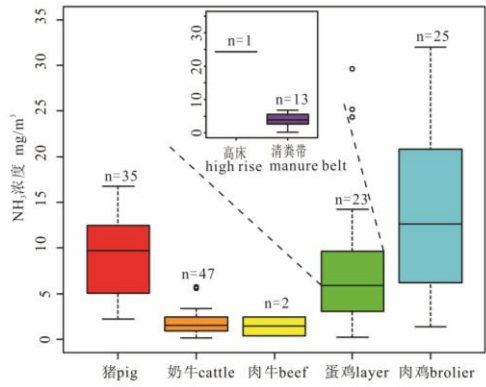 35
30
25
20
15
10
5
0
NH₃浓度 mg/m³
30
20
10
0
n=1
n=13
高床
清粪带
high rise manure belt
n=35
n=47
n=2
n=23
n=25
猪pig
奶牛cattle
肉牛beef
蛋鸡layer
肉鸡brolier